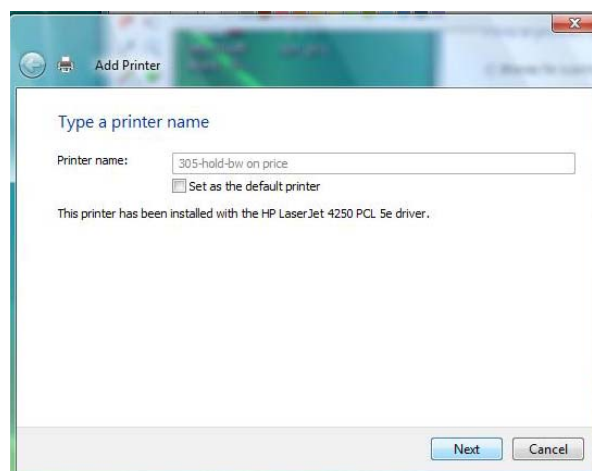 Add Printer
Type a printer name
Printer name:
305-hold-bw on price
Set as the default printer
This printer has been installed with the HP LaserJet 4250 PCL 5e driver.
Next
Cancel